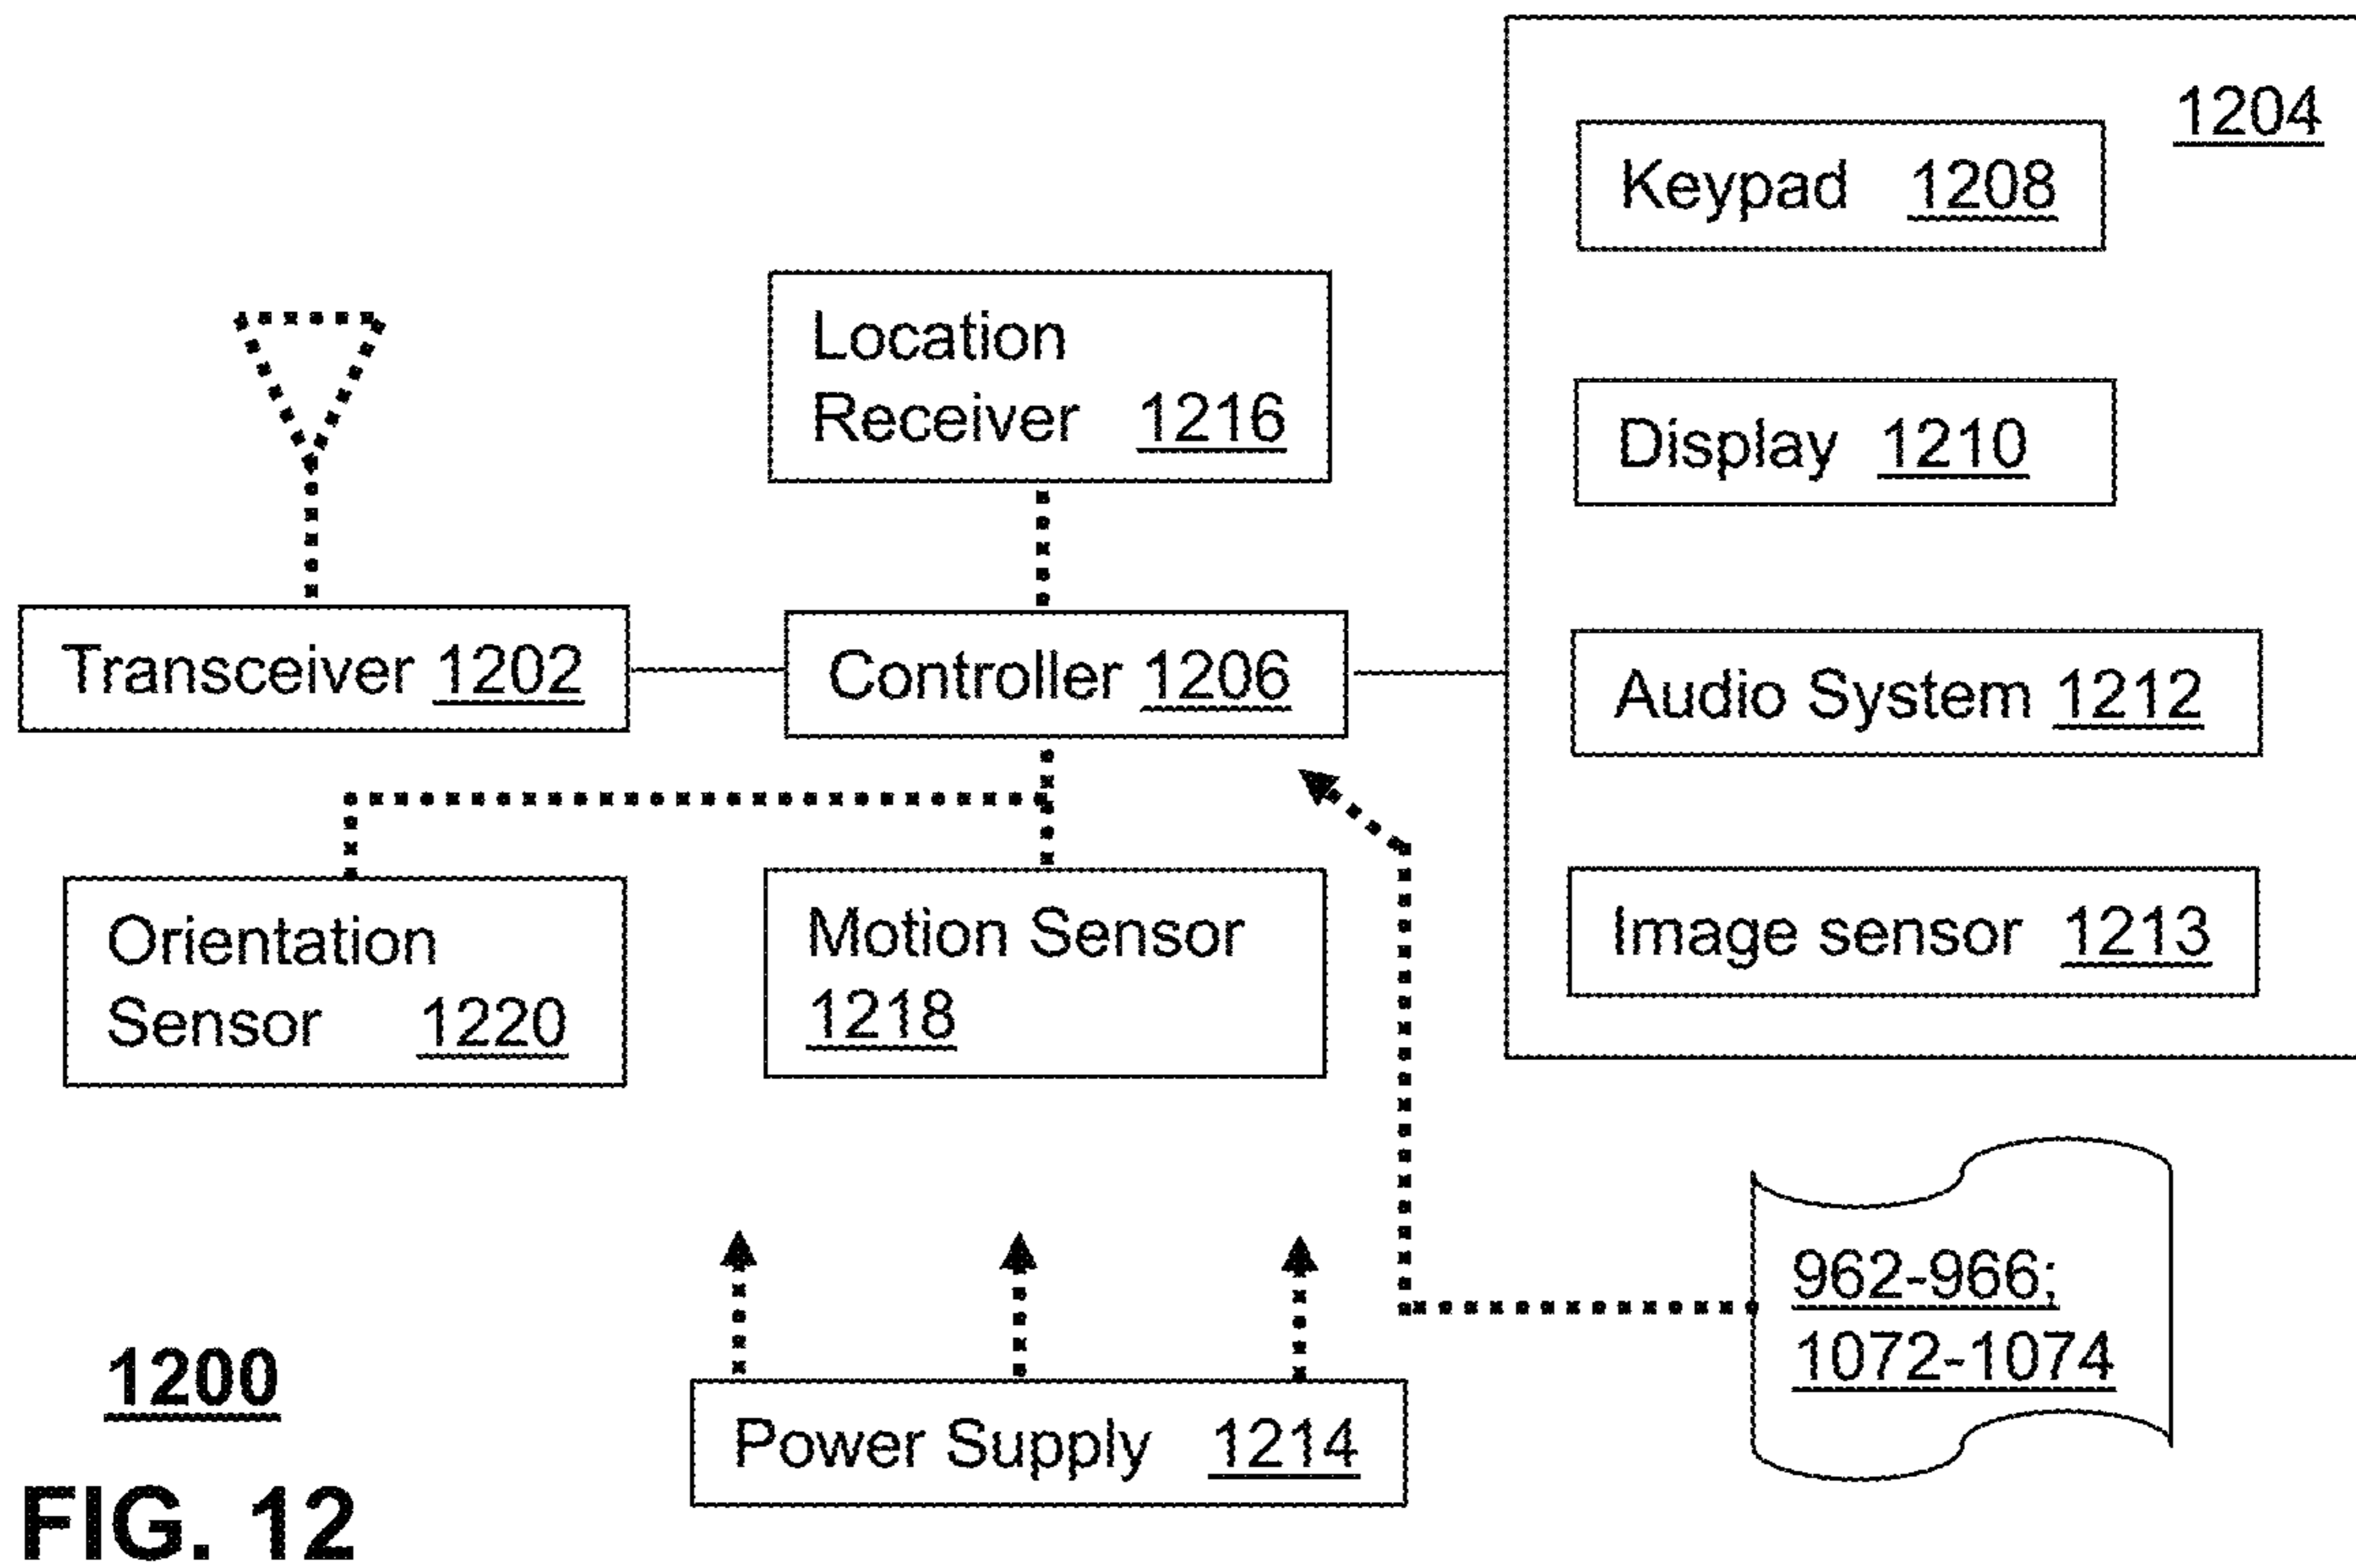 1204
Keypad 1208
Location
Receiver 1216
Display 1210
Transceiver 1202
Controller 1206
Audio System 1212
Orientation
Sensor 1220
Motion Sensor
1218
Image sensor 1213
962-966;
1072-1074
Power Supply 1214
1200
FIG. 12